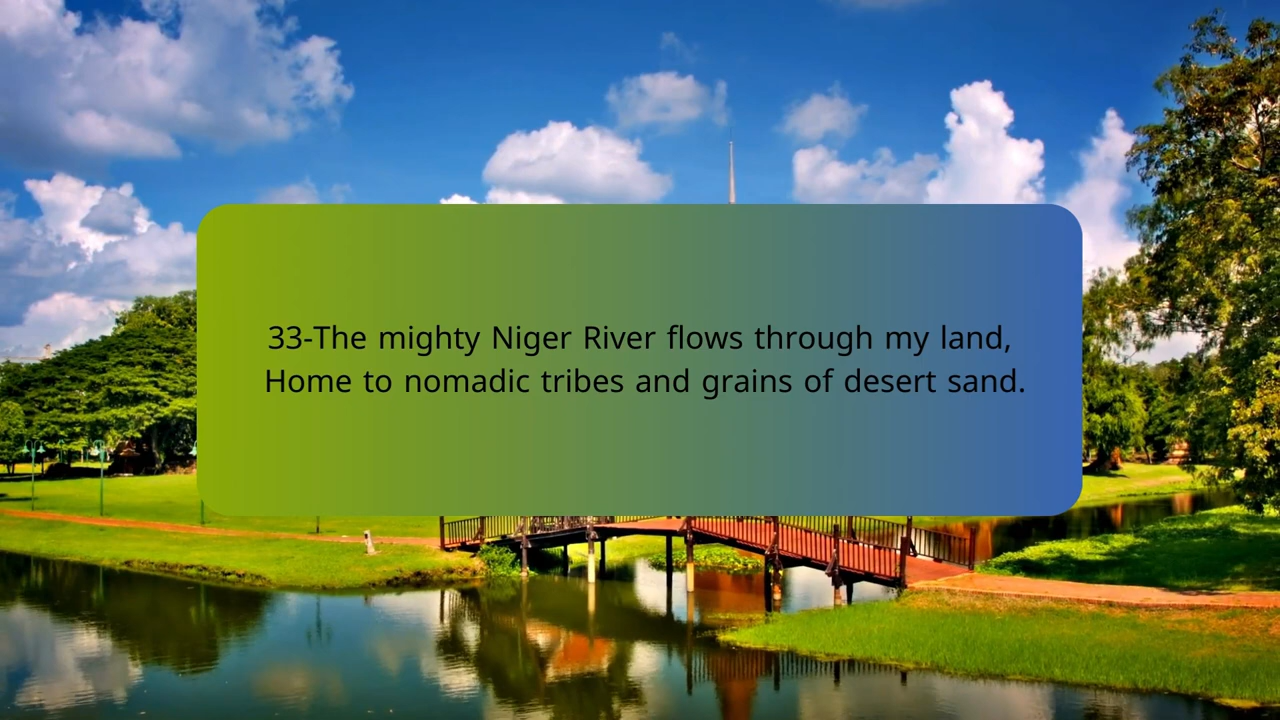 33-The mighty Niger River flows through my land,
Home to nomadic tribes and grains of desert sand.